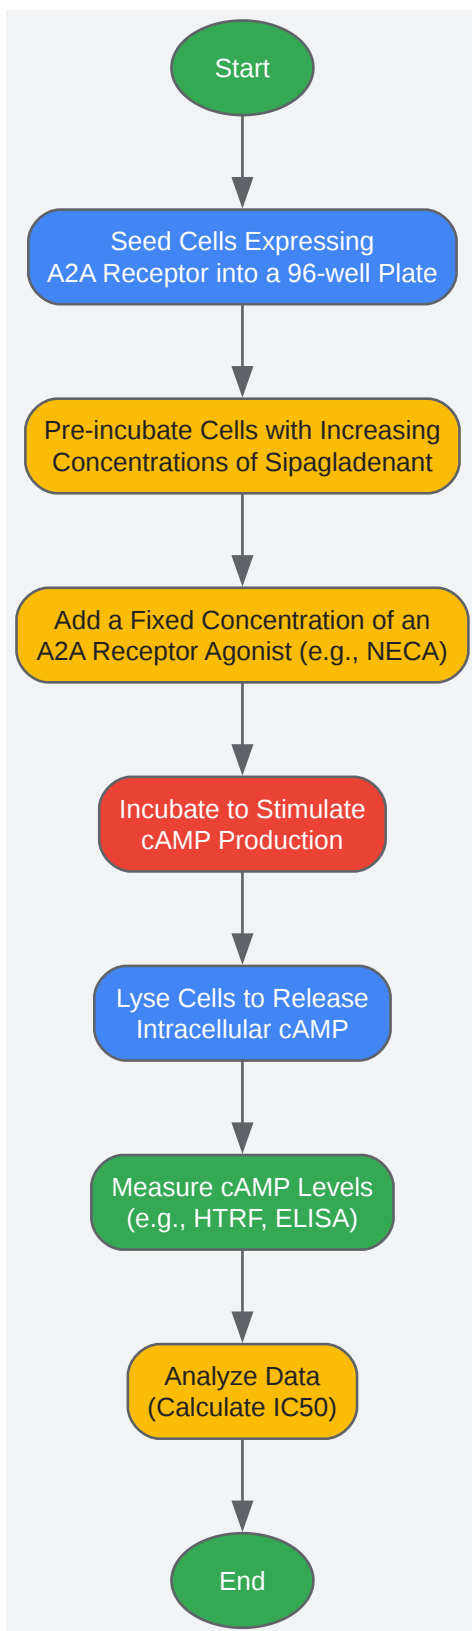 Start
Seed Cells Expressing
A2A Receptor into a 96-well Plate
Pre-incubate Cells with Increasing
Concentrations of Sipagladenant
Add a Fixed Concentration of an
A2A Receptor Agonist (e.g., NECA)
Incubate to Stimulate
cAMP Production
Lyse Cells to Release
Intracellular cAMP
Measure cAMP Levels
(e.g., HTRF, ELISA)
Analyze Data
(Calculate IC50)
End